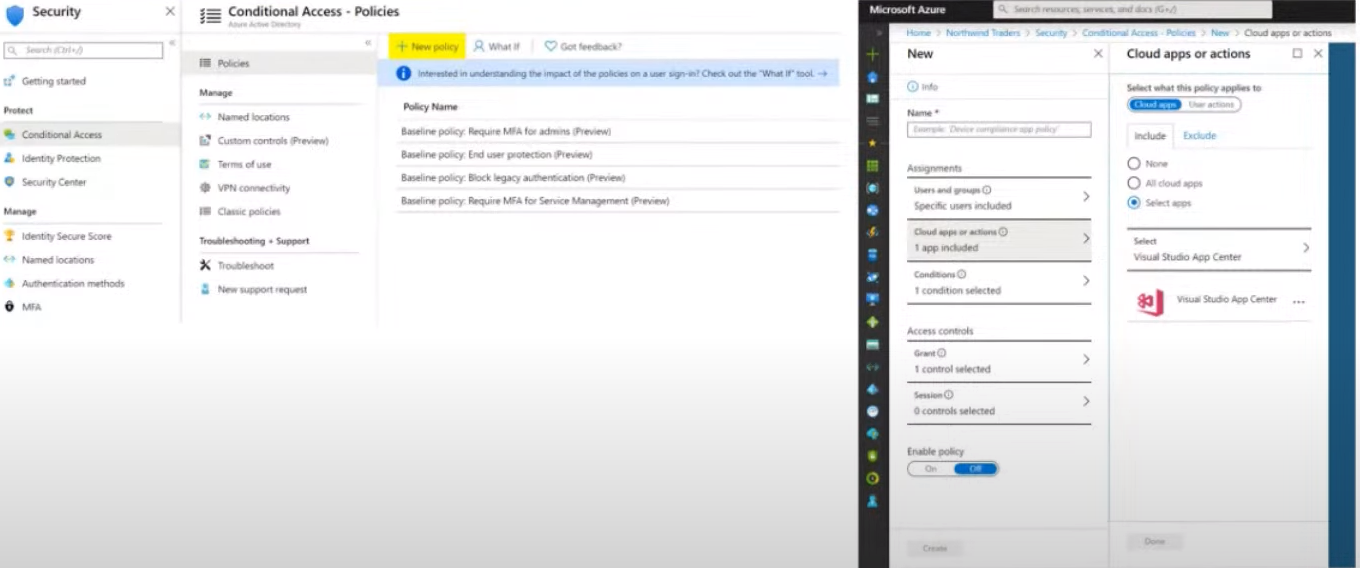 Security
Search (Ctrl+/)
Getting started
Protect
Conditional Access
Identity Protection
Security Center
Manage
Identity Secure Score
Named locations
Authentication methods
MFA
Conditional Access - Policies
Azure Active Directory
Policies
Manage
Named locations
Custom controls (Preview)
Terms of use
VPN connectivity
Classic policies
Troubleshooting + Support
Troubleshoot
New support request
+ New policy What If Got feedback?
Interested in understanding the impact of the policies on a user sign-in? Check out the "What If" tool. →
Policy Name
Baseline policy: Require MFA for admins (Preview)
Baseline policy: End user protection (Preview)
Baseline policy: Block legacy authentication (Preview)
Baseline policy: Require MFA for Service Management (Preview)
Microsoft Azure
Search resources, services, and docs (G+/)
Home > Northwind Traders > Security > Conditional Access - Policies > New > Cloud apps or actions
New
Info
Name *
Example: 'Device compliance app policy'
Assignments
Users and groups
Specific users included
Cloud apps or actions
1 app included
Conditions
1 condition selected
Access controls
Grant
1 control selected
Session
0 controls selected
Enable policy
On Off
Create
Cloud apps or actions
Select what this policy applies to
Cloud apps User actions
Include Exclude
None
All cloud apps
Select apps
Select
Visual Studio App Center
Visual Studio App Center ...
Done